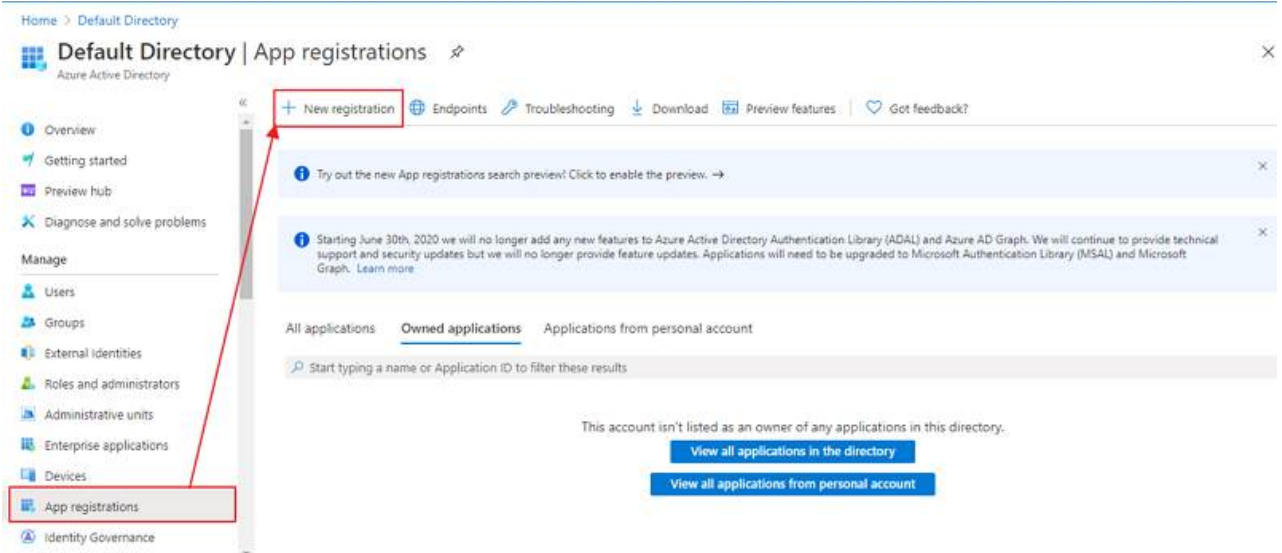 Home > Default Directory
Default Directory | App registrations
Azure Active Directory
Overview
Getting started
Preview hub
Diagnose and solve problems
Manage
Users
Groups
External Identities
Roles and administrators
Administrative units
Enterprise applications
Devices
App registrations
Identity Governance
New registration
Endpoints
Troubleshooting
Download
Preview features
Got feedback?
Try out the new App registrations search preview! Click to enable the preview. →
Starting June 30th, 2020 we will no longer add any new features to Azure Active Directory Authentication Library (ADAL) and Azure AD Graph. We will continue to provide technical
support and security updates but we will no longer provide feature updates. Applications will need to be upgraded to Microsoft Authentication Library (MSAL) and Microsoft
Graph. Learn more
All applications
Owned applications
Applications from personal account
Start typing a name or Application ID to filter these results
This account isn't listed as an owner of any applications in this directory.
View all applications in the directory
View all applications from personal account